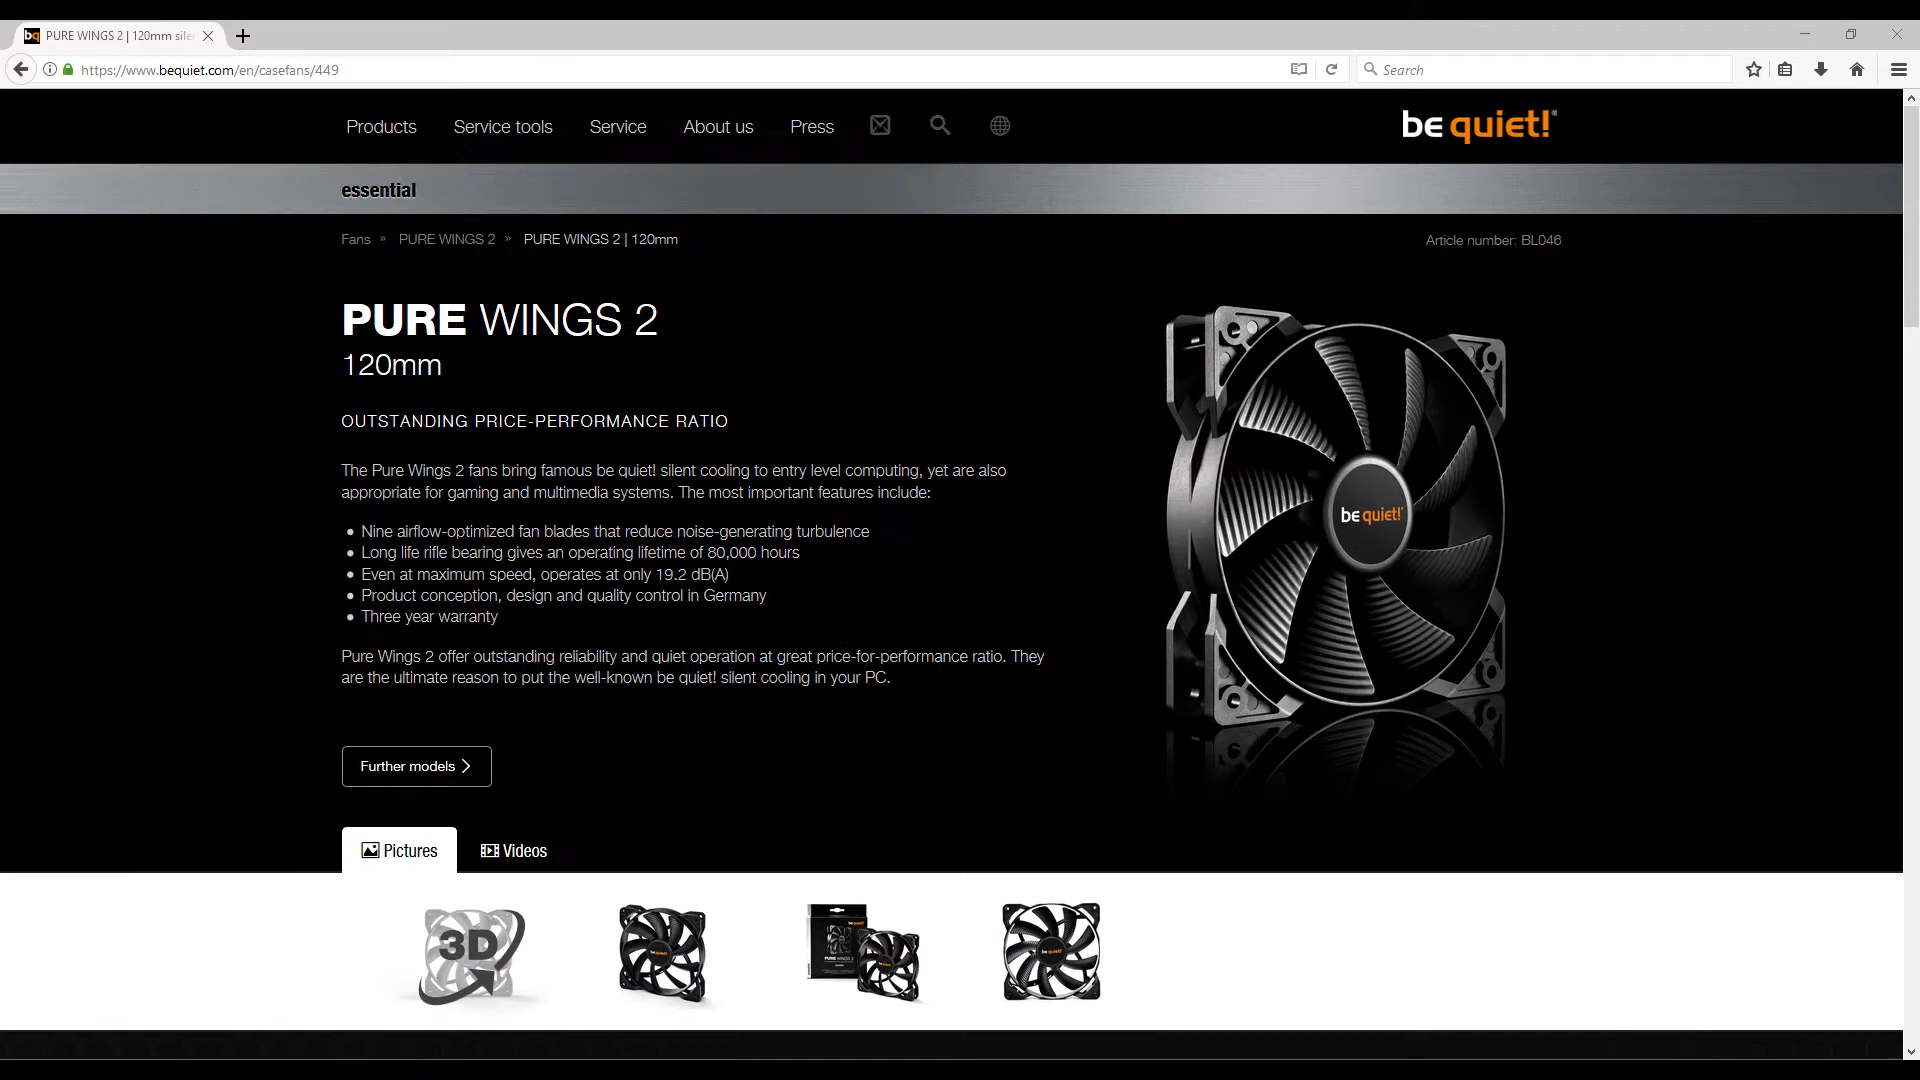 PURE WINGS 2 | 120mm sile
https://www.bequiet.com/en/casefans/449
Search
Products
Service tools
Service
About us
Press
be quiet!
essential
Fans » PURE WINGS 2 » PURE WINGS 2 | 120mm
Article number: BL046
PURE WINGS 2
120mm
OUTSTANDING PRICE-PERFORMANCE RATIO
The Pure Wings 2 fans bring famous be quiet! silent cooling to entry level computing, yet are also
appropriate for gaming and multimedia systems. The most important features include:
• Nine airflow-optimized fan blades that reduce noise-generating turbulence
• Long life rifle bearing gives an operating lifetime of 80,000 hours
• Even at maximum speed, operates at only 19.2 dB(A)
• Product conception, design and quality control in Germany
• Three year warranty
Pure Wings 2 offer outstanding reliability and quiet operation at great price-for-performance ratio. They
are the ultimate reason to put the well-known be quiet! silent cooling in your PC.
be quiet!
Further models
Pictures
Videos
3D
be quiet!
be quiet!
PURE WINGS 2
be quiet!
be quiet!